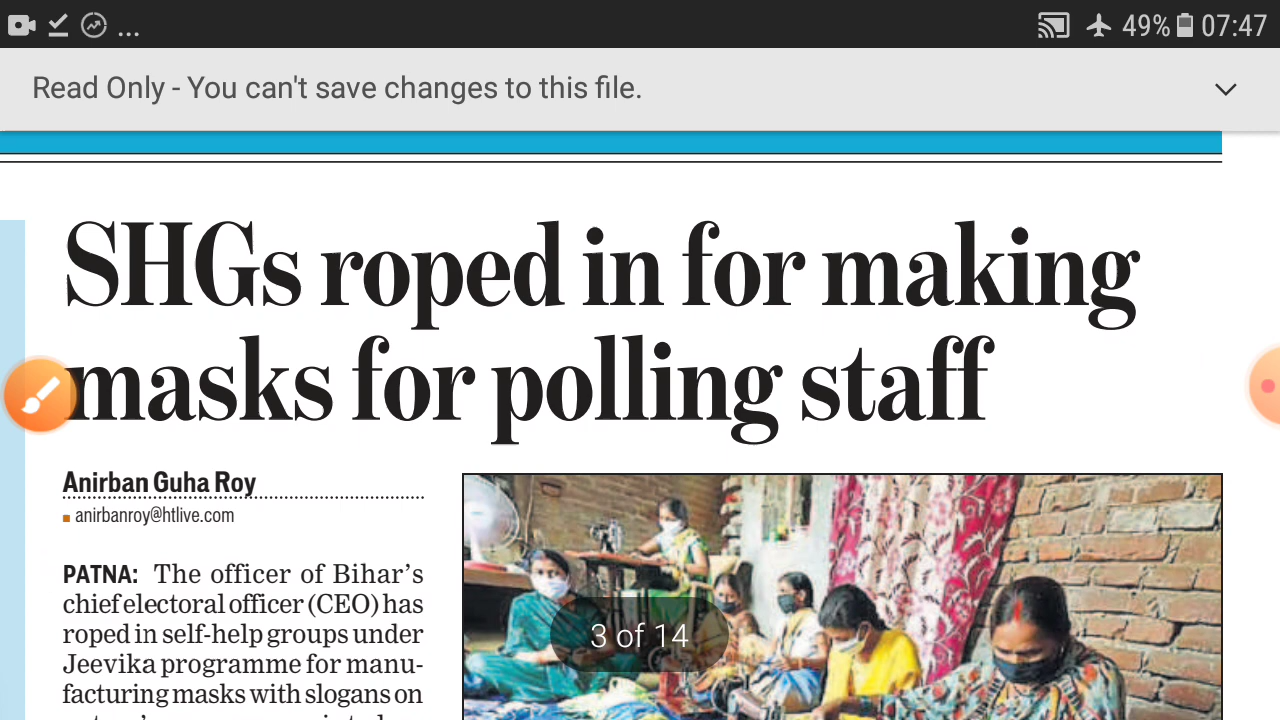 ... 49% 07:47
Read Only - You can't save changes to this file.
SHGs roped in for making
masks for polling staff
Anirban Guha Roy
anirbanroy@htlive.com
PATNA: The officer of Bihar's
chief electoral officer (CEO) has
roped in self-help groups under
Jeevika programme for manu-
facturing masks with slogans on
3 of 14